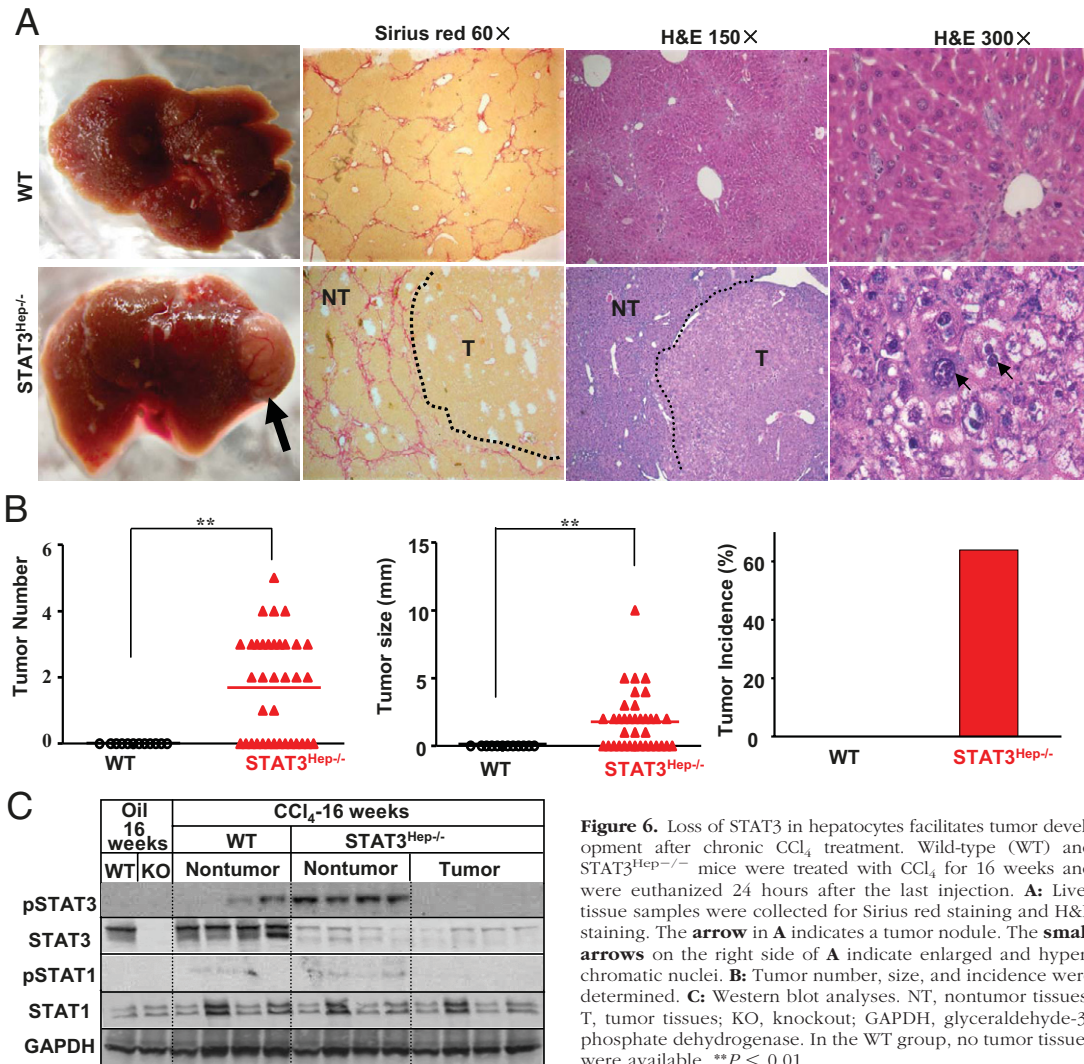 A
Sirius red 60× H&E 150× H&E 300×
WT
STAT3Hep-/-
NT
T
NT
T
B
**
Tumor Number
6
4
2
0
WT STAT3Hep-/-
**
Tumor size (mm)
15
10
5
0
WT STAT3Hep-/-
Tumor Incidence (%)
60
40
20
0
WT STAT3Hep-/-
C
Oil
16
weeks
CCl4-16 weeks
WT STAT3Hep-/-
WT KO Nontumor Nontumor Tumor
pSTAT3
STAT3
pSTAT1
STAT1
GAPDH
Figure 6. Loss of STAT3 in hepatocytes facilitates tumor devel
opment after chronic CCl4 treatment. Wild-type (WT) and
STAT3Hep−/− mice were treated with CCl4 for 16 weeks and
were euthanized 24 hours after the last injection. A: Live
tissue samples were collected for Sirius red staining and H&E
staining. The arrow in A indicates a tumor nodule. The smal
arrows on the right side of A indicate enlarged and hyper
chromatic nuclei. B: Tumor number, size, and incidence were
determined. C: Western blot analyses. NT, nontumor tissues
T, tumor tissues; KO, knockout; GAPDH, glyceraldehyde-3
phosphate dehydrogenase. In the WT group, no tumor tissue
were available. **P < 0.01